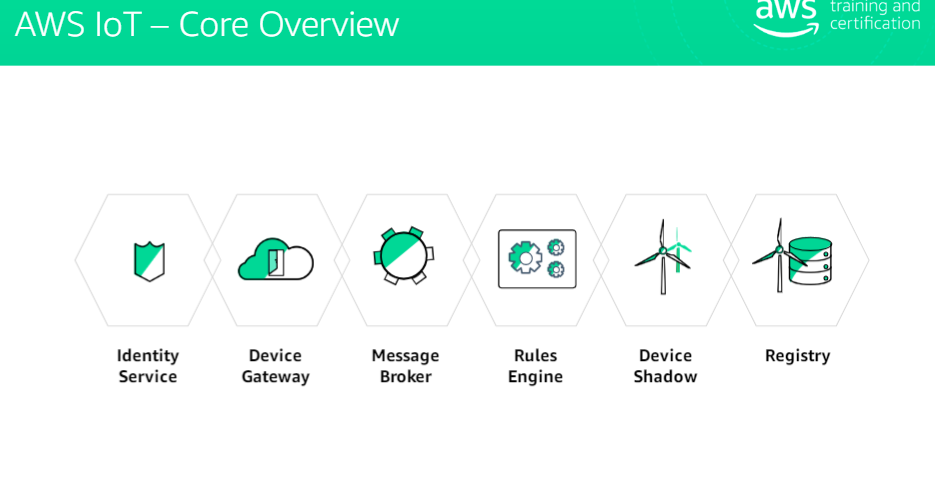 AWS IoT – Core Overview
aws
training and
certification
Identity
Service
Device
Gateway
Message
Broker
Rules
Engine
Device
Shadow
Registry